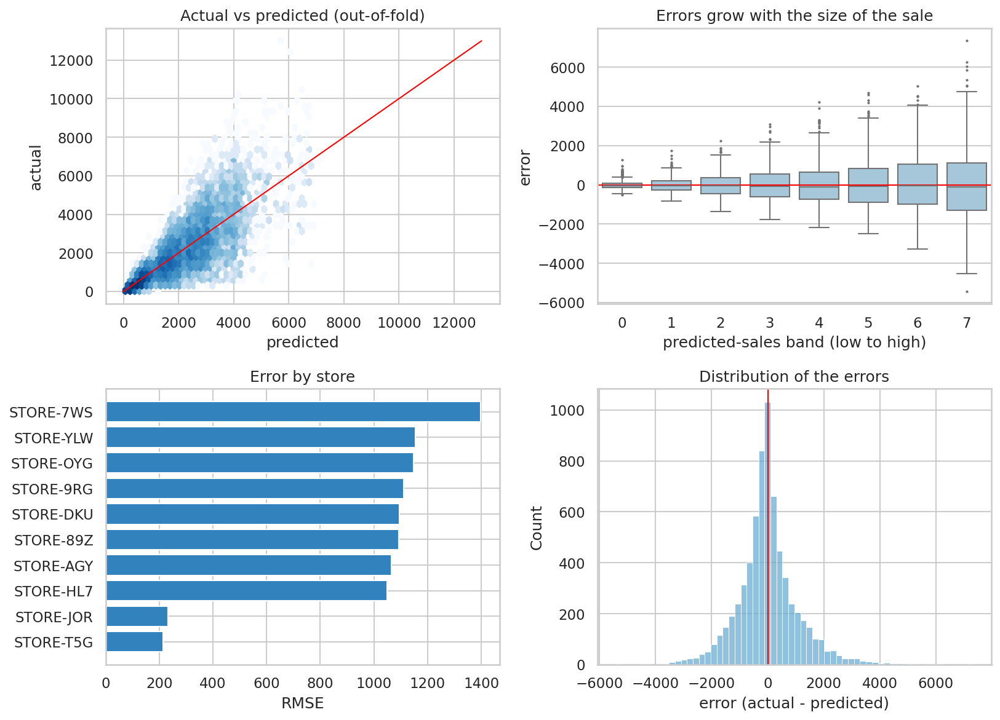 Actual vs predicted (out-of-fold)
actual
12000
10000
8000
6000
4000
2000
0
0 2000 4000 6000 8000 10000 12000
predicted
Errors grow with the size of the sale
error
6000
4000
2000
0
−2000
−4000
−6000
0 1 2 3 4 5 6 7
predicted-sales band (low to high)
Error by store
STORE-7WS
STORE-YLW
STORE-OYG
STORE-9RG
STORE-DKU
STORE-89Z
STORE-AGY
STORE-HL7
STORE-JOR
STORE-T5G
0 200 400 600 800 1000 1200 1400
RMSE
Distribution of the errors
Count
1000
800
600
400
200
0
−6000 −4000 −2000 0 2000 4000 6000
error (actual - predicted)